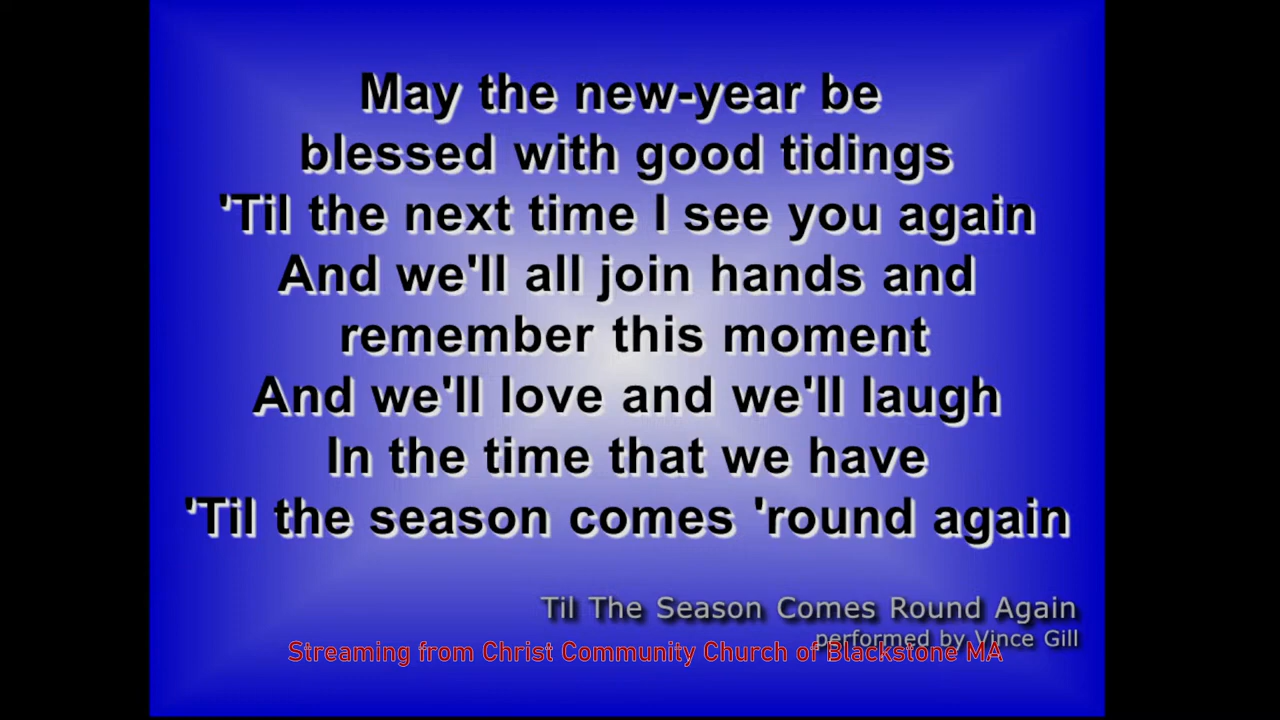 May the new-year be
blessed with good tidings
'Til the next time I see you again
And we'll all join hands and
remember this moment
And we'll love and we'll laugh
In the time that we have
'Til the season comes 'round again
Til The Season Comes Round Again
performed by Vince Gill
Streaming from Christ Community Church of Blackstone MA